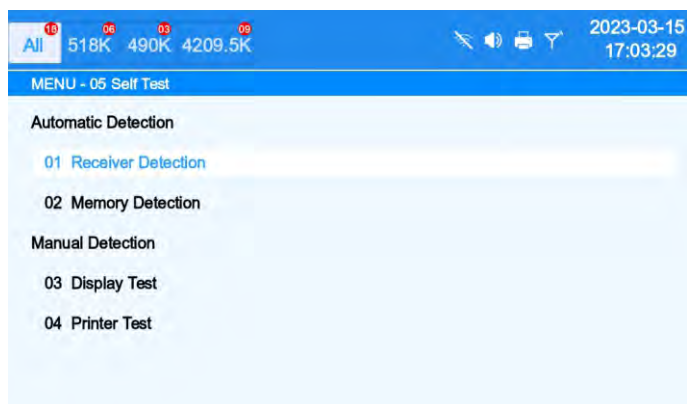 All 18 518K 06 490K 03 4209.5K 09 2023-03-15
17:03:29
MENU - 05 Self Test
Automatic Detection
01 Receiver Detection
02 Memory Detection
Manual Detection
03 Display Test
04 Printer Test